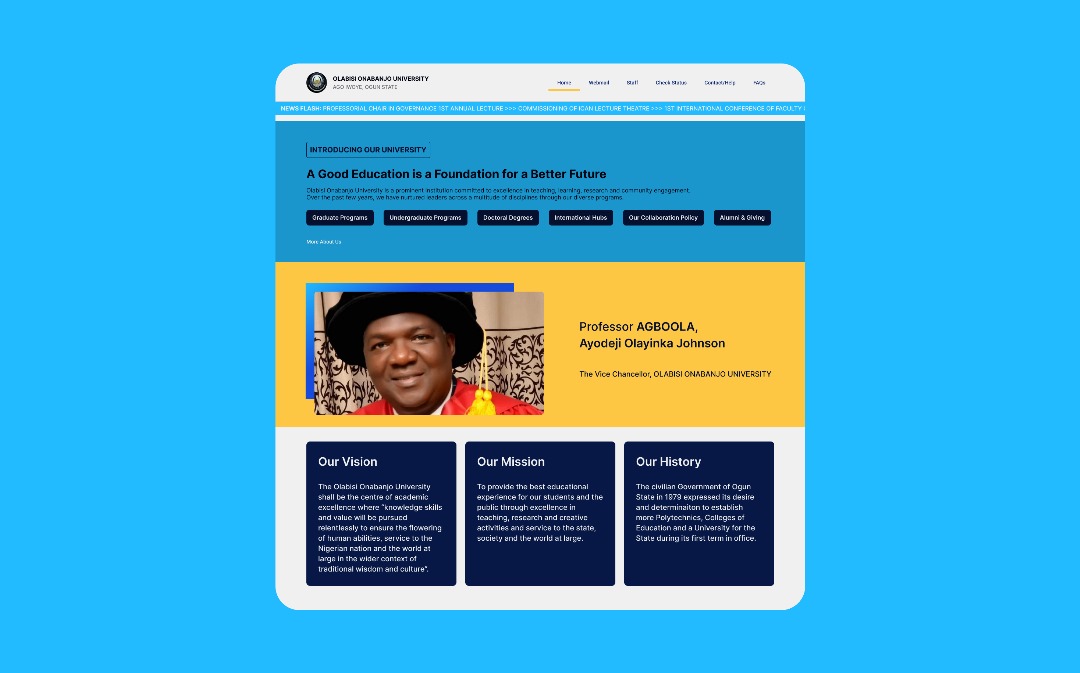 OLABISI ONABANJO UNIVERSITY
AGO IWOYE, OGUN STATE
Home Webmail Staff Check Status Contact/Help FAQs
NEWS FLASH: PROFESSORIAL CHAIR IN GOVERNANCE 1ST ANNUAL LECTURE >>> COMMISSIONING OF ICAN LECTURE THEATRE >>> 1ST INTERNATIONAL CONFERENCE OF FACULTY
INTRODUCING OUR UNIVERSITY
A Good Education is a Foundation for a Better Future
Olabisi Onabanjo University is a prominent institution committed to excellence in teaching, learning, research and community engagement.
Over the past few years, we have nurtured leaders across a multitude of disciplines through our diverse programs.
Graduate Programs Undergraduate Programs Doctoral Degrees International Hubs Our Collaboration Policy Alumni & Giving
More About Us
Professor AGBOOLA,
Ayodeji Olayinka Johnson
The Vice Chancellor, OLABISI ONABANJO UNIVERSITY
Our Vision
The Olabisi Onabanjo University
shall be the centre of academic
excellence where "knowledge skills
and value will be pursued
relentlessly to ensure the flowering
of human abilities, service to the
Nigerian nation and the world at
large in the wider context of
traditional wisdom and culture".
Our Mission
To provide the best educational
experience for our students and the
public through excellence in
teaching, research and creative
activities and service to the state,
society and the world at large.
Our History
The civilian Government of Ogun
State in 1979 expressed its desire
and determinaiton to establish
more Polytechnics, Colleges of
Education and a University for the
State during its first term in office.